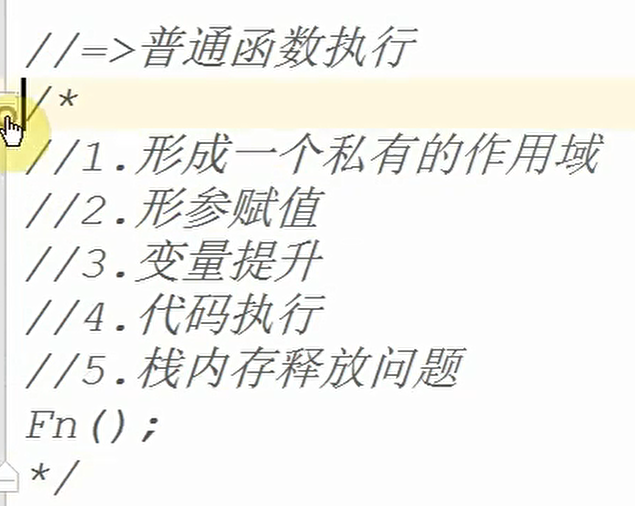 //=>普通函数执行
/*
//1.形成一个私有的作用域
//2.形参赋值
//3.变量提升
//4.代码执行
//5.栈内存释放问题
Fn();
*/